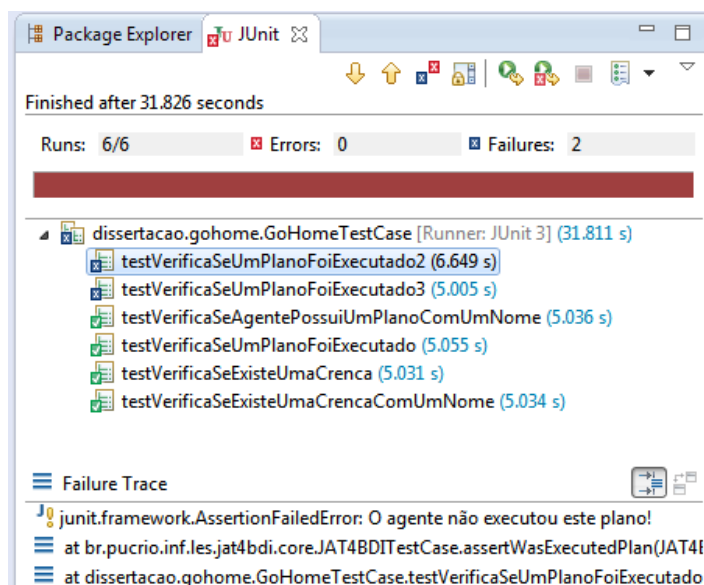 Package Explorer JUnit
Finished after 31.826 seconds
Runs: 6/6 Errors: 0 Failures: 2
dissertacao.gohome.GoHomeTestCase [Runner: JUnit 3] (31.811 s)
testVerificaSeUmPlanoFoiExecutado2 (6.649 s)
testVerificaSeUmPlanoFoiExecutado3 (5.005 s)
testVerificaSeAgentePossuiUmPlanoComUmNome (5.036 s)
testVerificaSeUmPlanoFoiExecutado (5.055 s)
testVerificaSeExisteUmaCrenca (5.031 s)
testVerificaSeExisteUmaCrencaComUmNome (5.034 s)
Failure Trace
junit.framework.AssertionFailedError: O agente não executou este plano!
at br.pucrio.inf.les.jat4bdi.core.JAT4BDITestCase.assertWasExecutedPlan(JAT4B
at dissertacao.gohome.GoHomeTestCase.testVerificaSeUmPlanoFoiExecutado